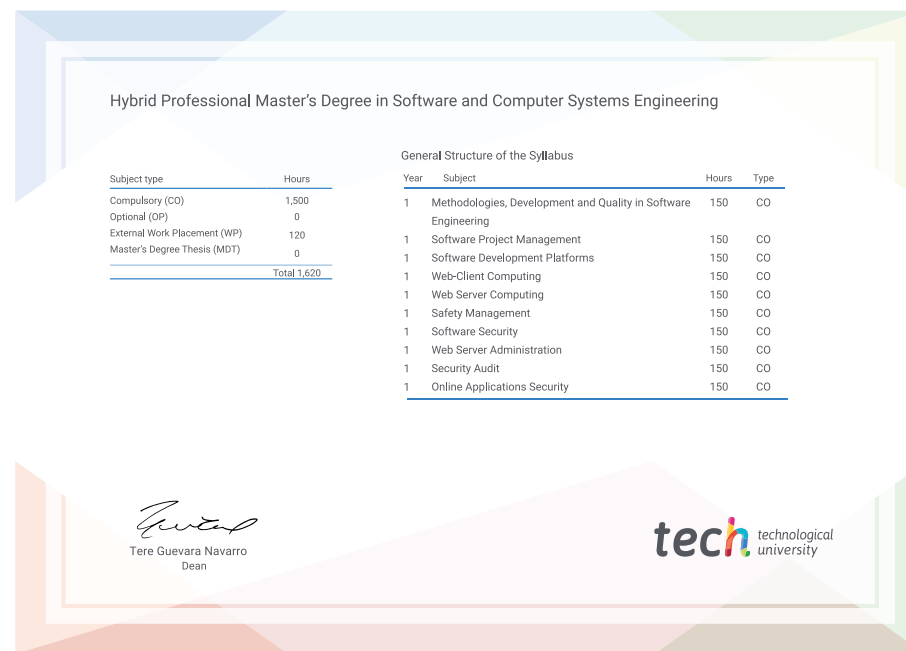 Hybrid Professional Master's Degree in Software and Computer Systems Engineering
Subject type Hours
Compulsory (CO) 1,500
Optional (OP) 0
External Work Placement (WP) 120
Master's Degree Thesis (MDT) 0
Total 1,620
General Structure of the Syllabus
Year Subject Hours Type
1 Methodologies, Development and Quality in Software 150 CO
Engineering
1 Software Project Management 150 CO
1 Software Development Platforms 150 CO
1 Web-Client Computing 150 CO
1 Web Server Computing 150 CO
1 Safety Management 150 CO
1 Software Security 150 CO
1 Web Server Administration 150 CO
1 Security Audit 150 CO
1 Online Applications Security 150 CO
Tere Guevara Navarro
Dean
tech technological
university